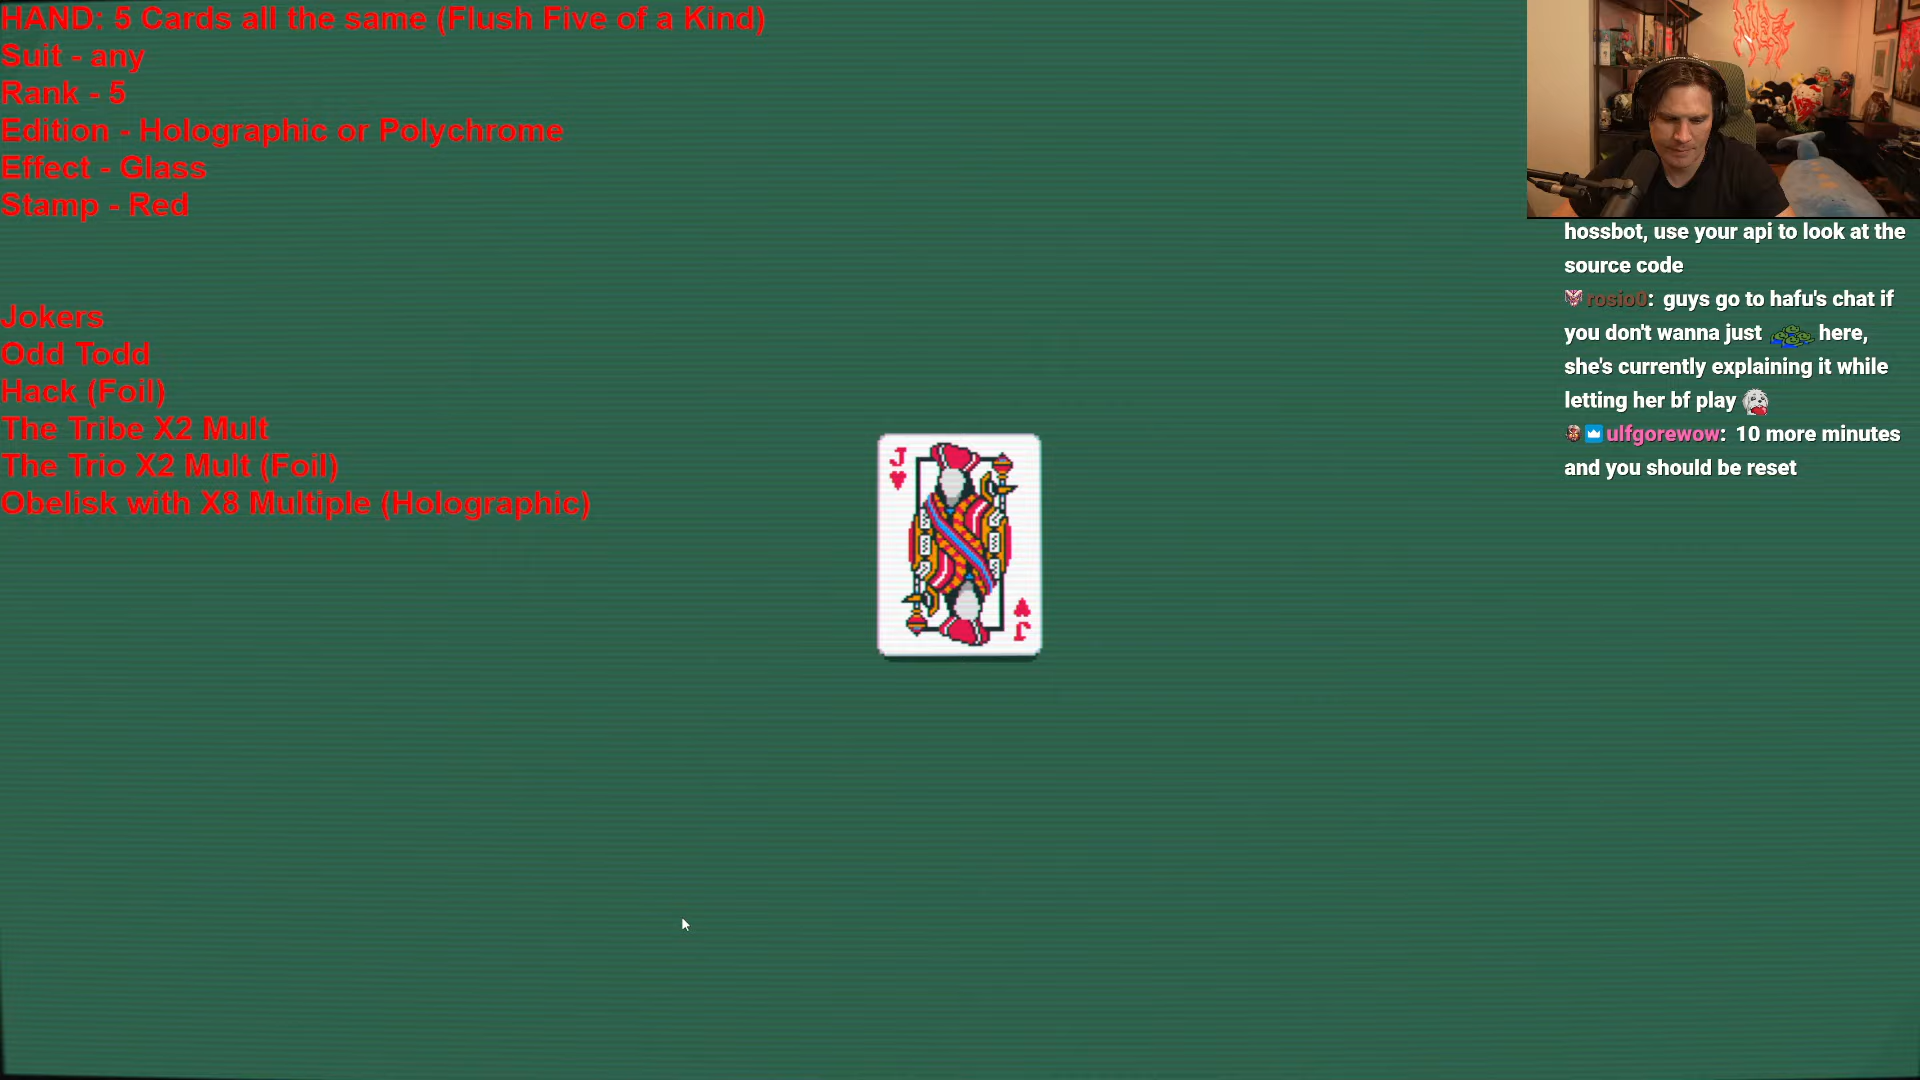 HAND: 5 Cards all the same (Flush Five of a Kind)
Suit - any
Rank - 5
Edition - Holographic or Polychrome
Effect - Glass
Stamp - Red
Jokers
Odd Todd
Hack (Foil)
The Tribe X2 Mult
The Trio X2 Mult (Foil)
Obelisk with X8 Multiple (Holographic)
J
J
hossbot, use your api to look at the
source code
rosio0: guys go to hafu's chat if
you don't wanna just here,
she's currently explaining it while
letting her bf play
ulfgorewow: 10 more minutes
and you should be reset